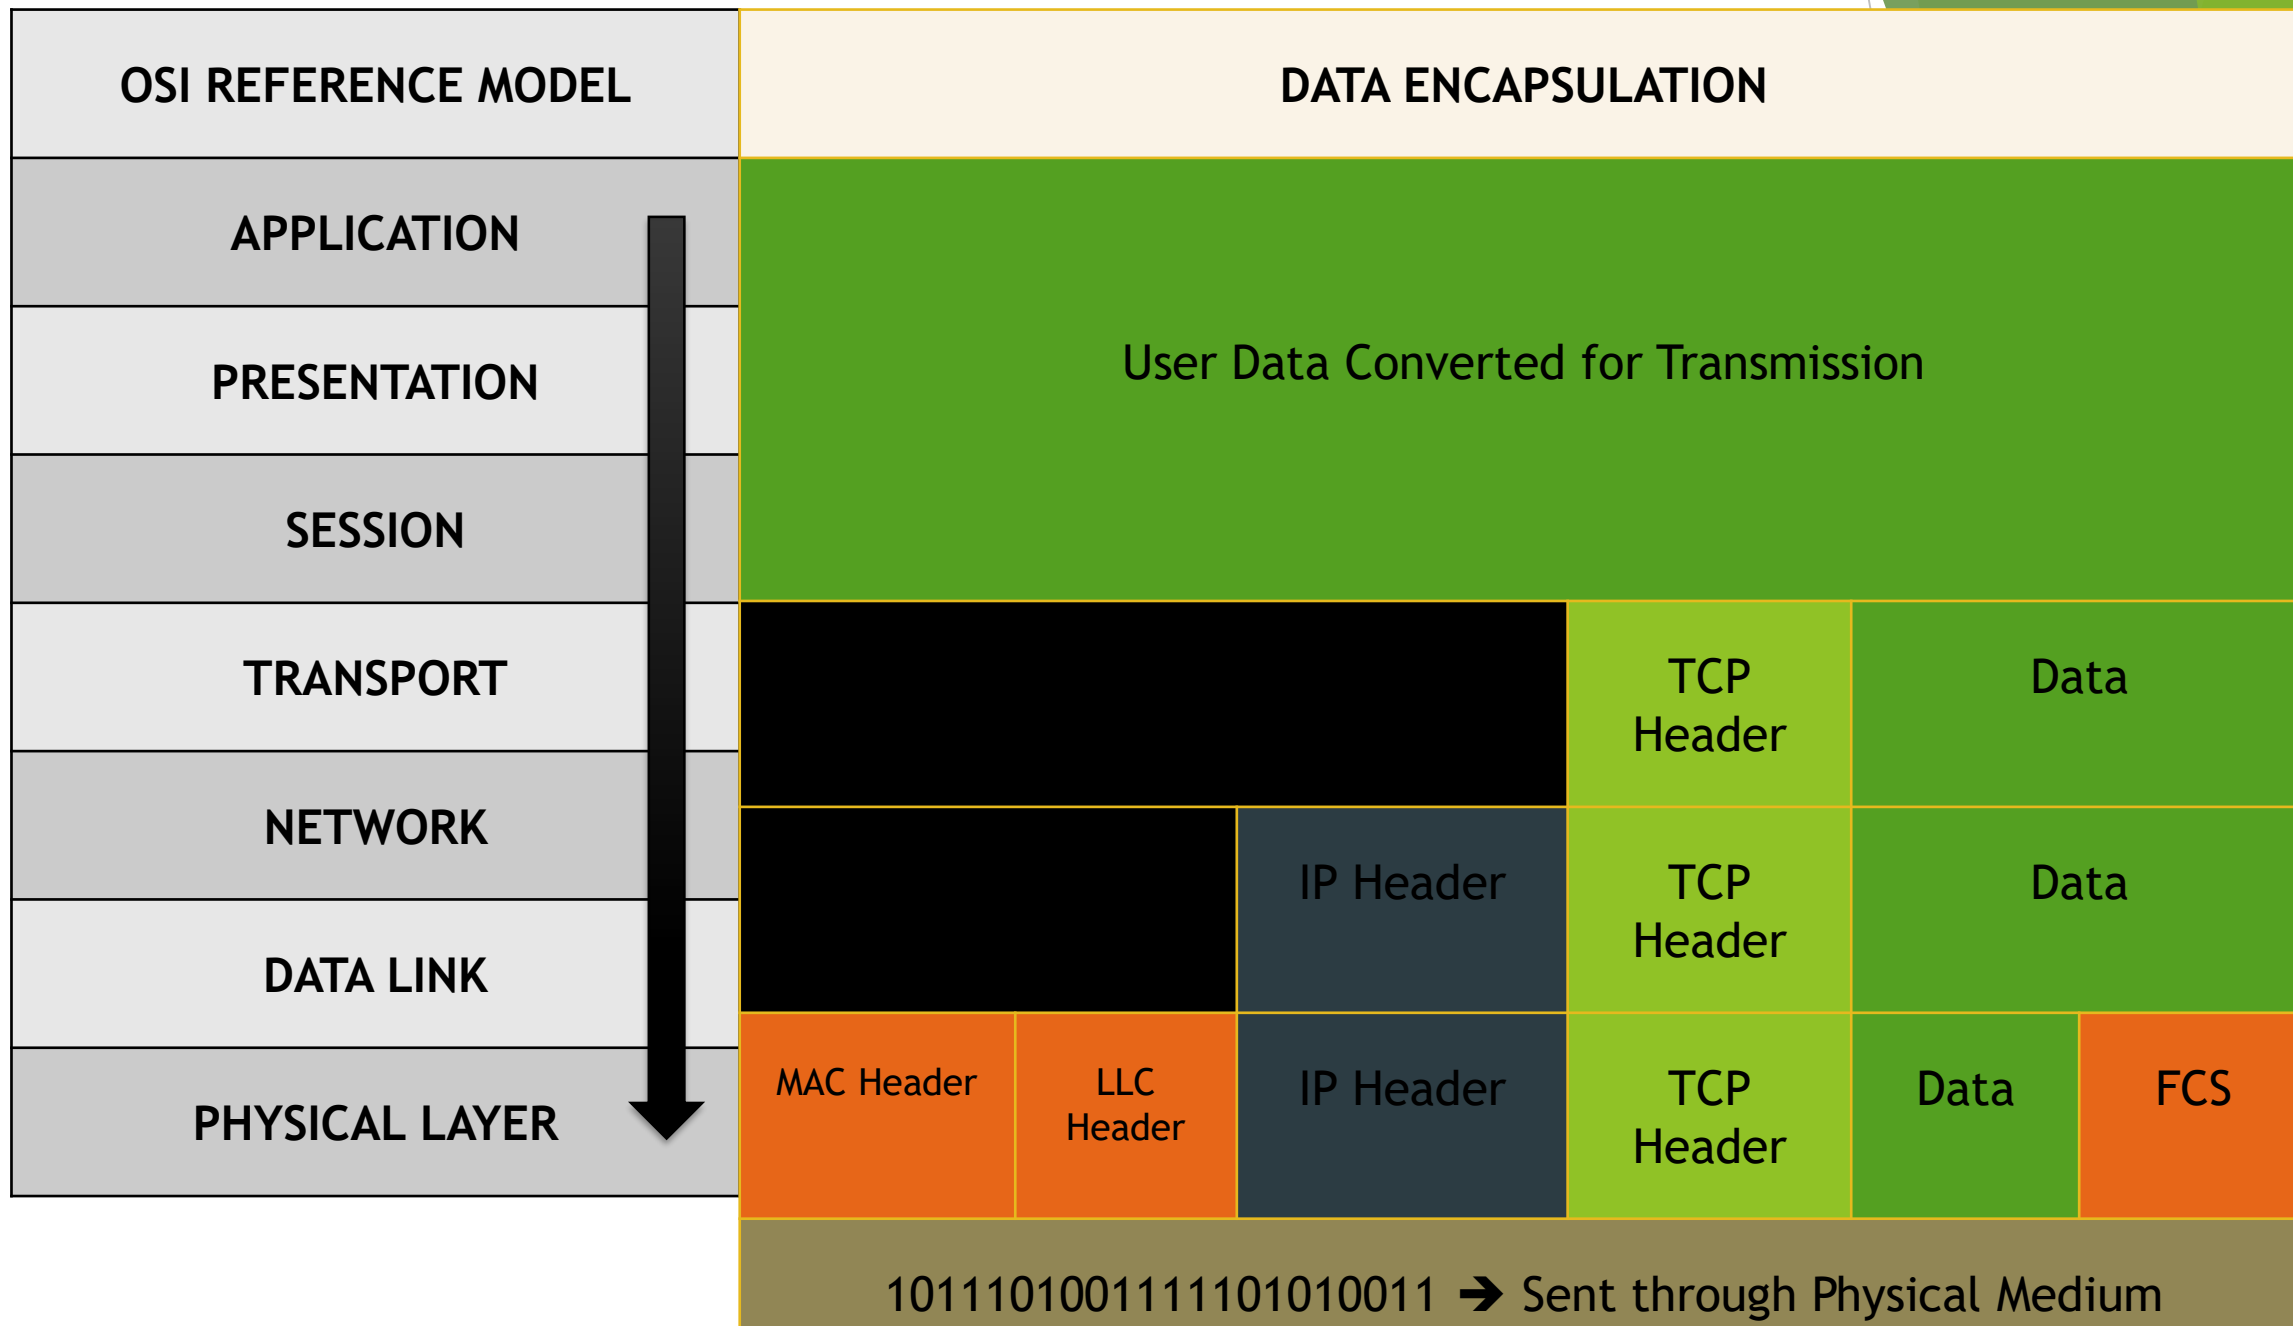 OSI REFERENCE MODEL
DATA ENCAPSULATION
APPLICATION
PRESENTATION
SESSION
TRANSPORT
NETWORK
DATA LINK
PHYSICAL LAYER
User Data Converted for Transmission
TCP
Header
Data
IP Header
TCP
Header
Data
MAC Header
LLC
Header
IP Header
TCP
Header
Data
FCS
1011101001111101010011 ➔ Sent through Physical Medium